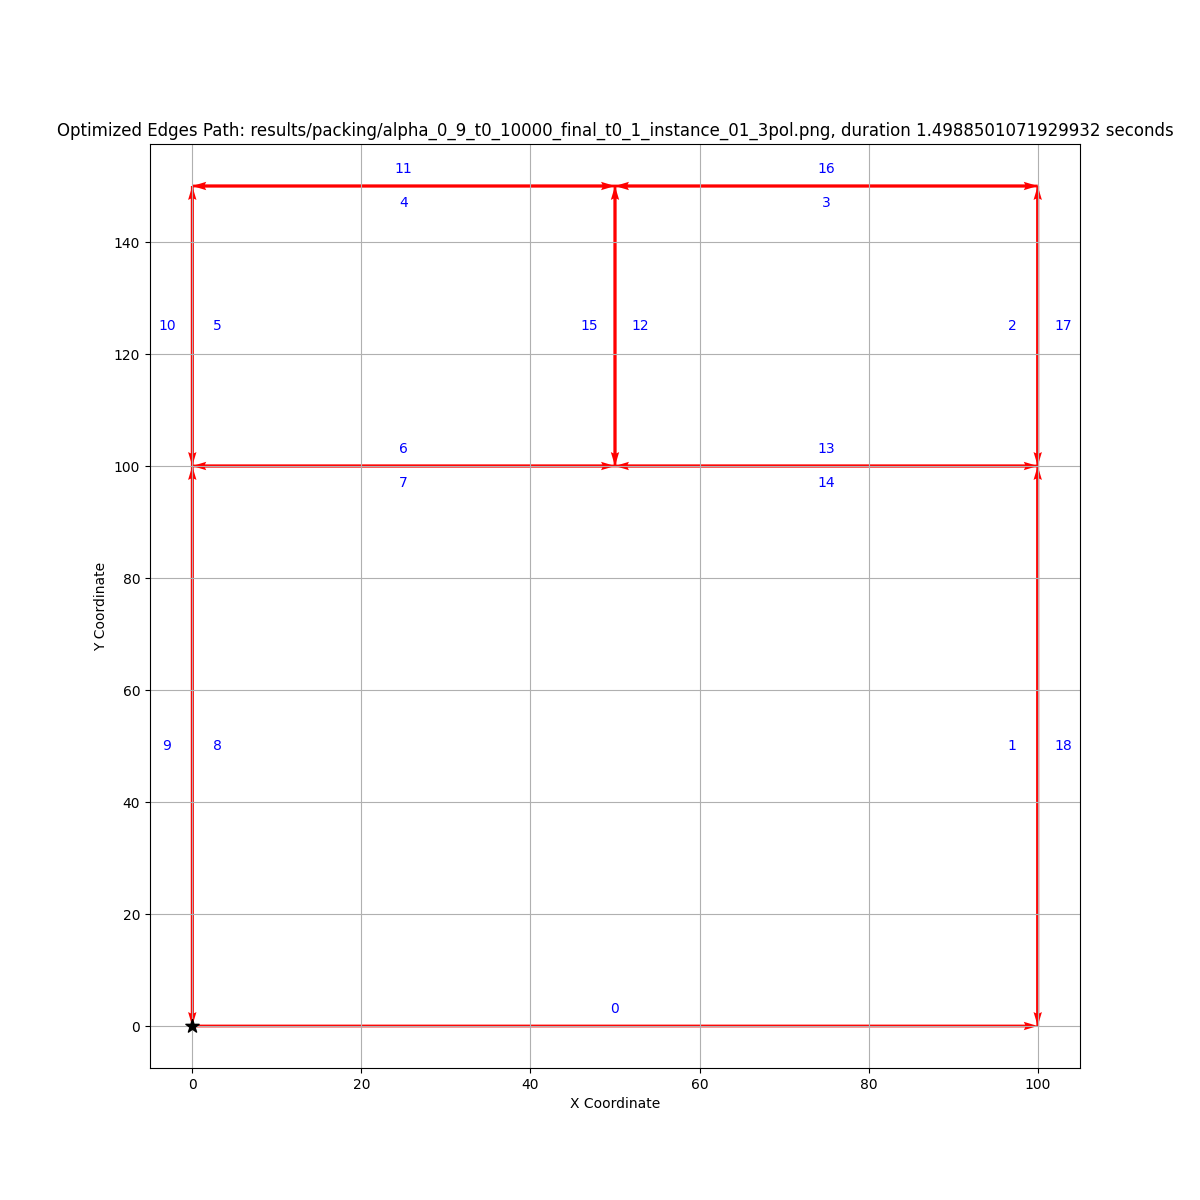 Optimized Edges Path: results/packing/alpha_0_9_t0_10000_final_t0_1_instance_01_3pol.png, duration 1.4988501071929932 seconds
11 16
4 3
140
10 5 15 12 2 17
120
6 13
100
7 14
80
Y Coordinate
60
9 8 1 18
40
20
0
0
0 20 40 60 80 100
X Coordinate